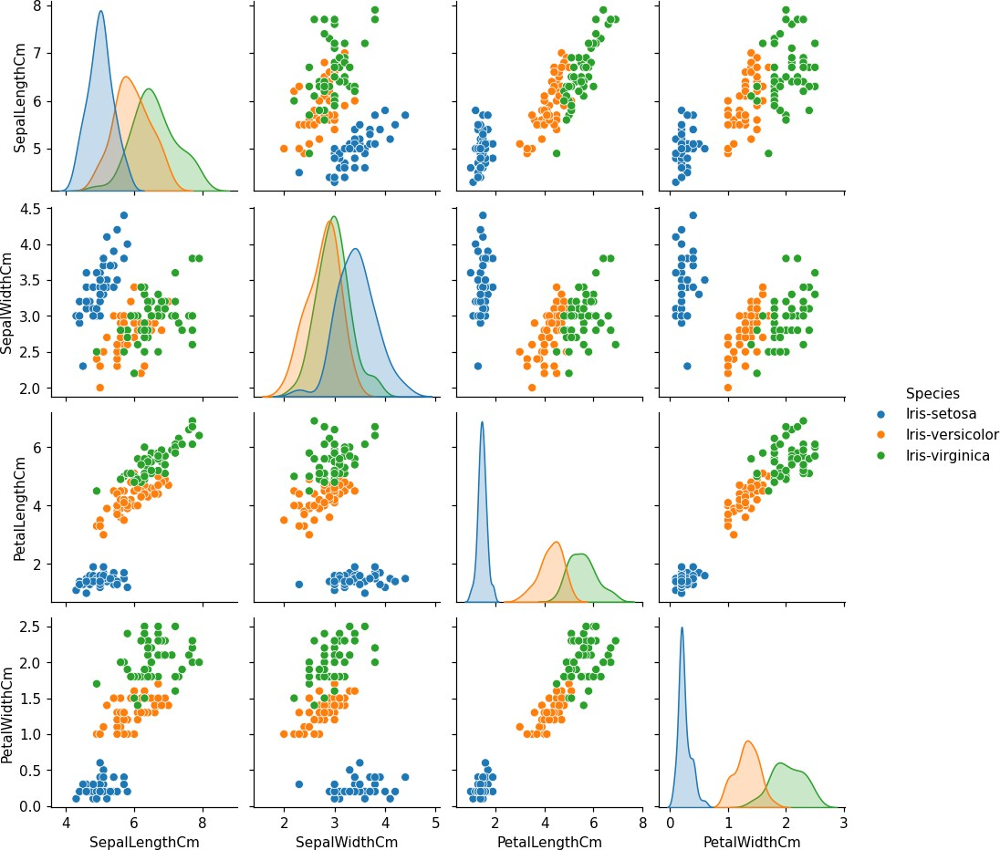 8
7
6
5
SepalLengthCm
4.5
4.0
3.5
3.0
2.5
2.0
SepalWidthCm
6
4
2
PetalLengthCm
2.5
2.0
1.5
1.0
0.5
0.0
PetalWidthCm
4 6 8
SepalLengthCm
2 3 4 5
SepalWidthCm
2 4 6 8
PetalLengthCm
0 1 2 3
PetalWidthCm
Species
Iris-setosa
Iris-versicolor
Iris-virginica